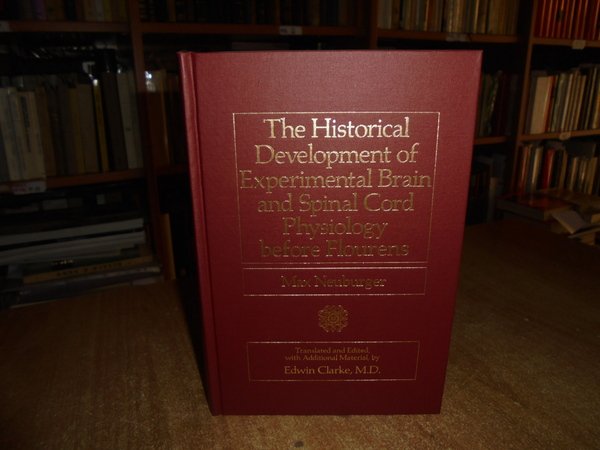 The Historical
Development of
Experimental Brain
and Spinal Cord
Physiology
before Flourens
Max Neuburger
Translated and Edited,
with Additional Material, by
Edwin Clarke, M.D.